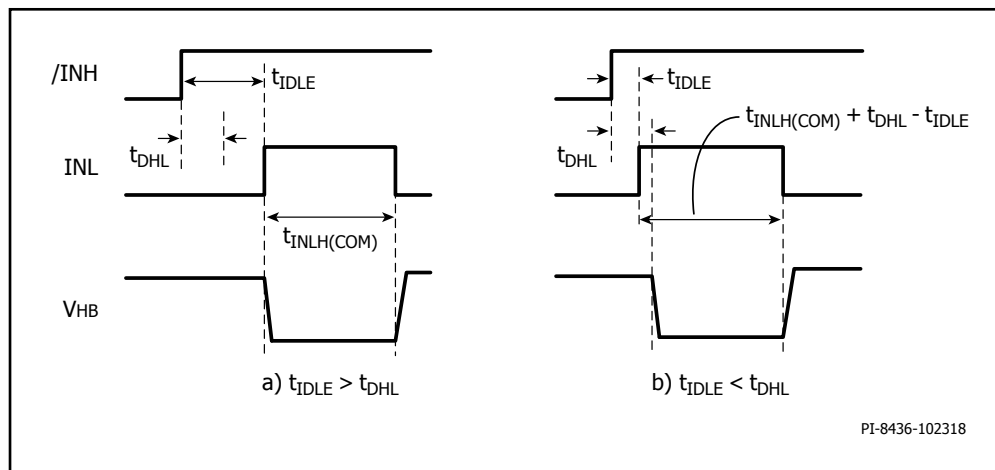 /INH
tIDLE
tDHL
INL
tINLH(COM)
VHB
a) tIDLE > tDHL
tIDLE
tINLH(COM) + tDHL - tIDLE
tDHL
b) tIDLE < tDHL
PI-8436-102318